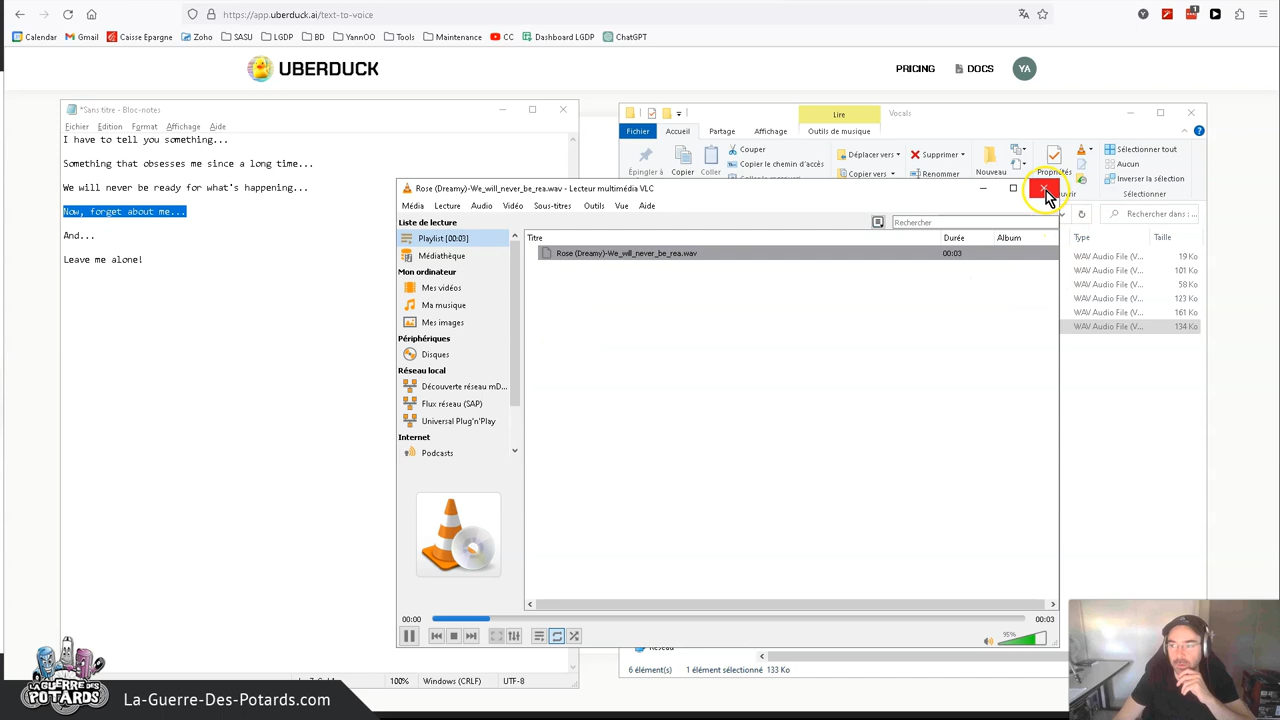 https://app.uberduck.ai/text-to-voice
Calendar Gmail Caisse Epargne Zoho SASU LGDP BD YannOO Tools Maintenance CC Dashboard LGDP ChatGPT
UBERDUCK PRICING DOCS YA
*Sans titre - Bloc-notes
Fichier Edition Format Affichage Aide
I have to tell you something...
Something that obsesses me since a long time...
We will never be ready for what's happening...
Now, forget about me...
And...
Leave me alone!
100% Windows (CRLF) UTF-8
Lire Vocals
Fichier Accueil Partage Affichage Outils de musique
Épingler à Copier Coller
Couper
Copier le chemin d'accès
Déplacer vers Supprimer
Copier vers Renommer
Nouveau
Propriétés
Sélectionner tout
Aucun
Inverser la sélection
Sélectionner
Rechercher dans : ...
Type Taille
WAV Audio File (V... 19 Ko
WAV Audio File (V... 101 Ko
WAV Audio File (V... 58 Ko
WAV Audio File (V... 123 Ko
WAV Audio File (V... 161 Ko
WAV Audio File (V... 134 Ko
Rose (Dreamy)-We_will_never_be_rea.wav - Lecteur multimédia VLC
Média Lecture Audio Vidéo Sous-titres Outils Vue Aide
Liste de lecture
Rechercher
Playlist [00:03]
Médiathèque
Mon ordinateur
Mes vidéos
Ma musique
Mes images
Périphériques
Disques
Réseau local
Découverte réseau mD...
Flux réseau (SAP)
Universal Plug'n'Play
Internet
Podcasts
Titre Durée Album
Rose (Dreamy)-We_will_never_be_rea.wav 00:03
00:00 00:03
95%
Réseau
6 élément(s) 1 élément sélectionné 133 Ko
LA GUERRE DES POTARDS
La-Guerre-Des-Potards.com